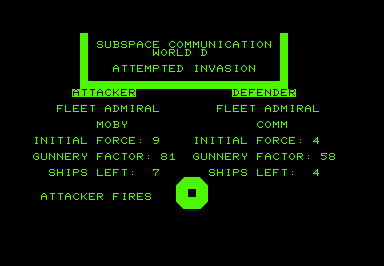 SUBSPACE COMMUNICATION
WORLD D
ATTEMPTED INVASION
ATTACKER DEFENDER
FLEET ADMIRAL FLEET ADMIRAL
MOBY COMM
INITIAL FORCE: 9 INITIAL FORCE: 4
GUNNERY FACTOR: 81 GUNNERY FACTOR: 58
SHIPS LEFT: 7 SHIPS LEFT: 4
ATTACKER FIRES